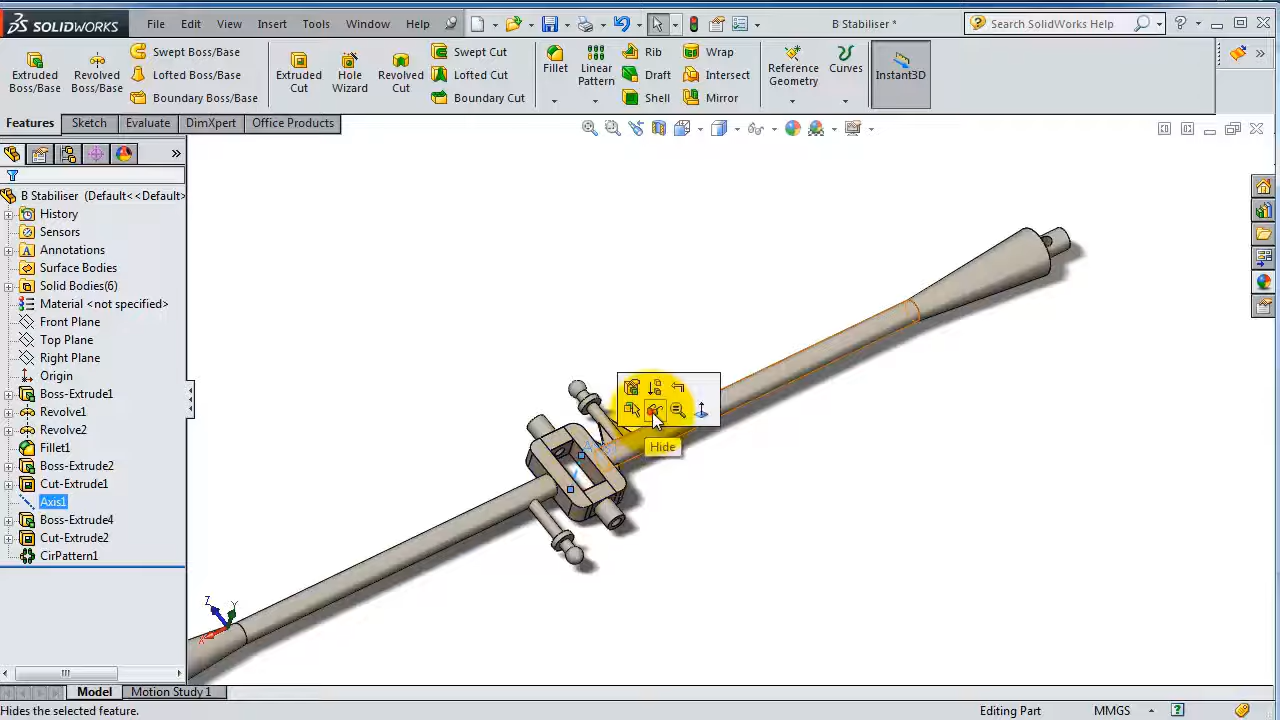 SOLIDWORKS File Edit View Insert Tools Window Help B Stabiliser * Search SolidWorks Help
Extruded Boss/Base
Revolved Boss/Base
Swept Boss/Base
Lofted Boss/Base
Boundary Boss/Base
Extruded Cut
Hole Wizard
Revolved Cut
Swept Cut
Lofted Cut
Boundary Cut
Fillet
Linear Pattern
Rib
Draft
Shell
Wrap
Intersect
Mirror
Reference Geometry
Curves
Instant3D
Features Sketch Evaluate DimXpert Office Products
B Stabiliser (Default<<Default>
History
Sensors
A Annotations
Surface Bodies
Solid Bodies(6)
Material <not specified>
Front Plane
Top Plane
Right Plane
Origin
Boss-Extrude1
Revolve1
Revolve2
Fillet1
Boss-Extrude2
Cut-Extrude1
Axis1
Boss-Extrude4
Cut-Extrude2
CirPattern1
Hide
Z Y X
Model Motion Study 1
Hides the selected feature. Editing Part MMGS ?